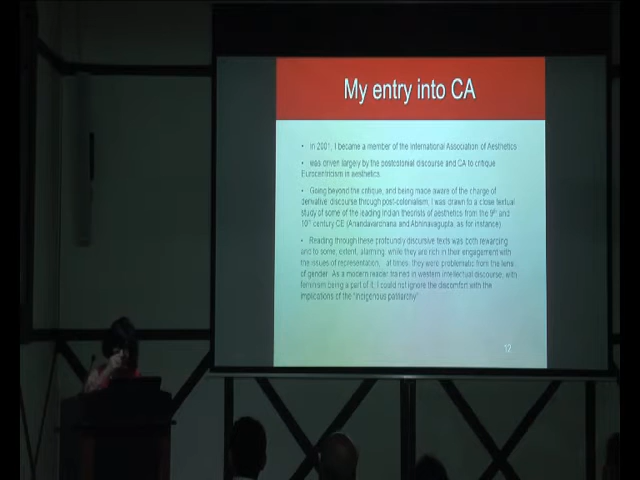 My entry into CA
• In 2001, I became a member of the International Association of Aesthetics
• was driven largely by the postcolonial discourse and CA to critique
Eurocentricism in aesthetics.
• Going beyond the critique, and being made aware of the charge of
derivative discourse through post-colonialism, I was drawn to a close textual
study of some of the leading Indian theorists of aesthetics from the 9th and
10th century CE (Anandavardhana and Abhinavagupta, as for instance)
• Reading through these profoundly discursive texts was both rewarding
and to some, extent, alarming: while they are rich in their engagement with
the issues of representation, at times, they were problematic from the lens
of gender. As a modern reader trained in western intellectual discourse, with
feminism being a part of it, I could not ignore the discomfort with the
implications of the "indigenous patriarchy"
12